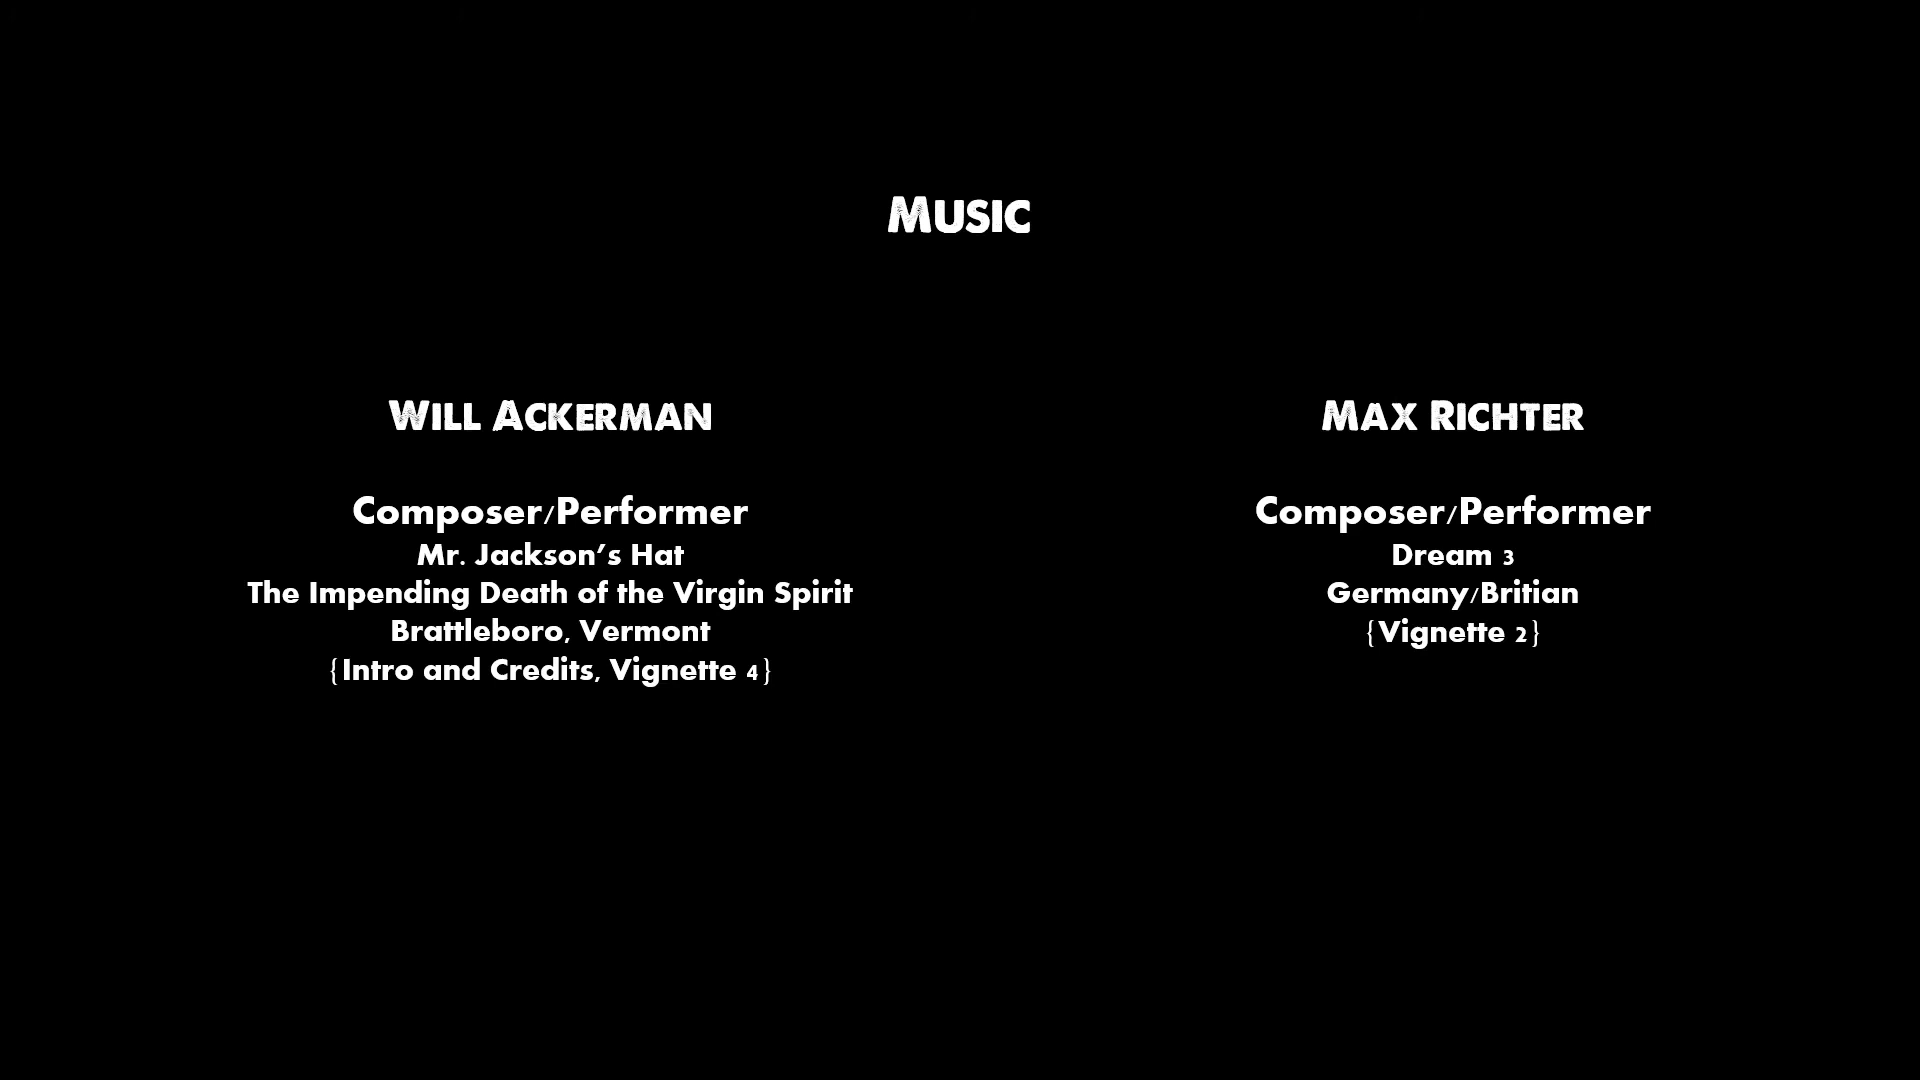 Music
Will Ackerman
Composer/Performer
Mr. Jackson's Hat
The Impending Death of the Virgin Spirit
Brattleboro, Vermont
{Intro and Credits, Vignette 4}
Max Richter
Composer/Performer
Dream 3
Germany/Britian
{Vignette 2}